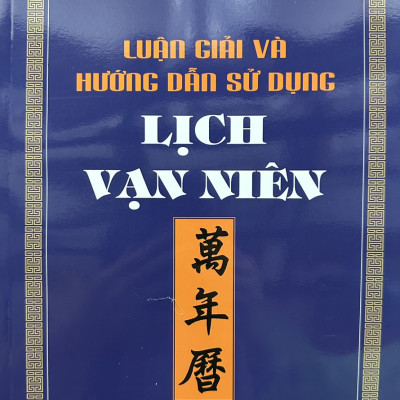 LUẬN GIẢI VÀ
HƯỚNG DẪN SỬ DỤNG
LỊCH
VẠN NIÊN
萬
年
曆